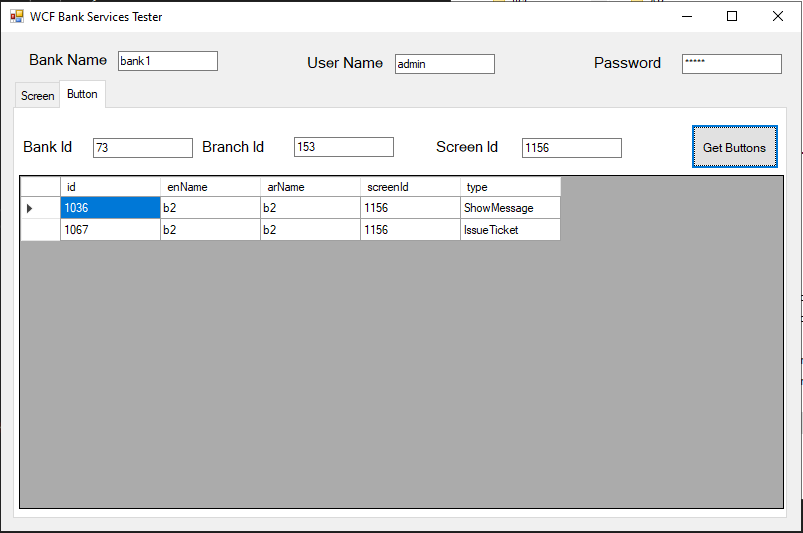 WCF Bank Services Tester
Bank Name bank1 User Name admin Password *****
Screen Button
Bank Id 73 Branch Id 153 Screen Id 1156 Get Buttons
id enName arName screenId type
1036 b2 b2 1156 ShowMessage
1067 b2 b2 1156 IssueTicket